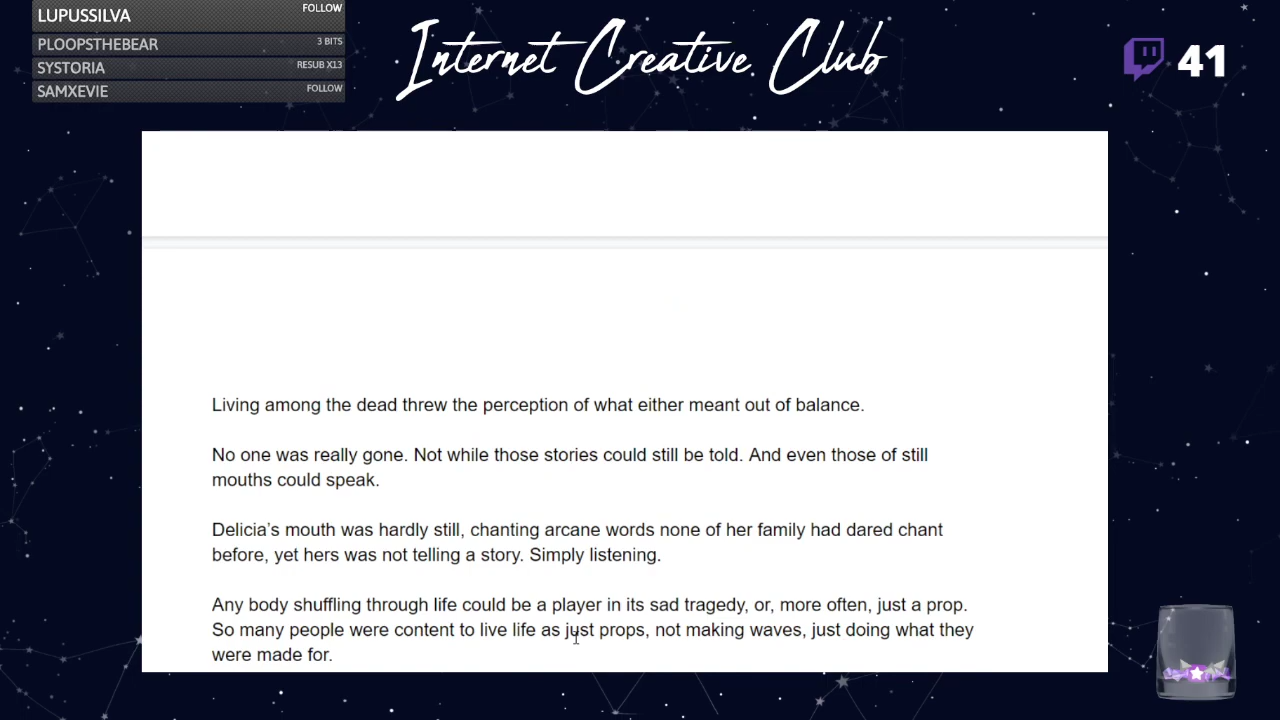 LUPUSSILVA FOLLOW
PLOOPSTHEBEAR 3 BITS
SYSTORIA RESUB X13
SAMXEVIE FOLLOW
Internet Creative Club
41
Living among the dead threw the perception of what either meant out of balance.
No one was really gone. Not while those stories could still be told. And even those of still
mouths could speak.
Delicia’s mouth was hardly still, chanting arcane words none of her family had dared chant
before, yet hers was not telling a story. Simply listening.
Any body shuffling through life could be a player in its sad tragedy, or, more often, just a prop.
So many people were content to live life as just props, not making waves, just doing what they
were made for.